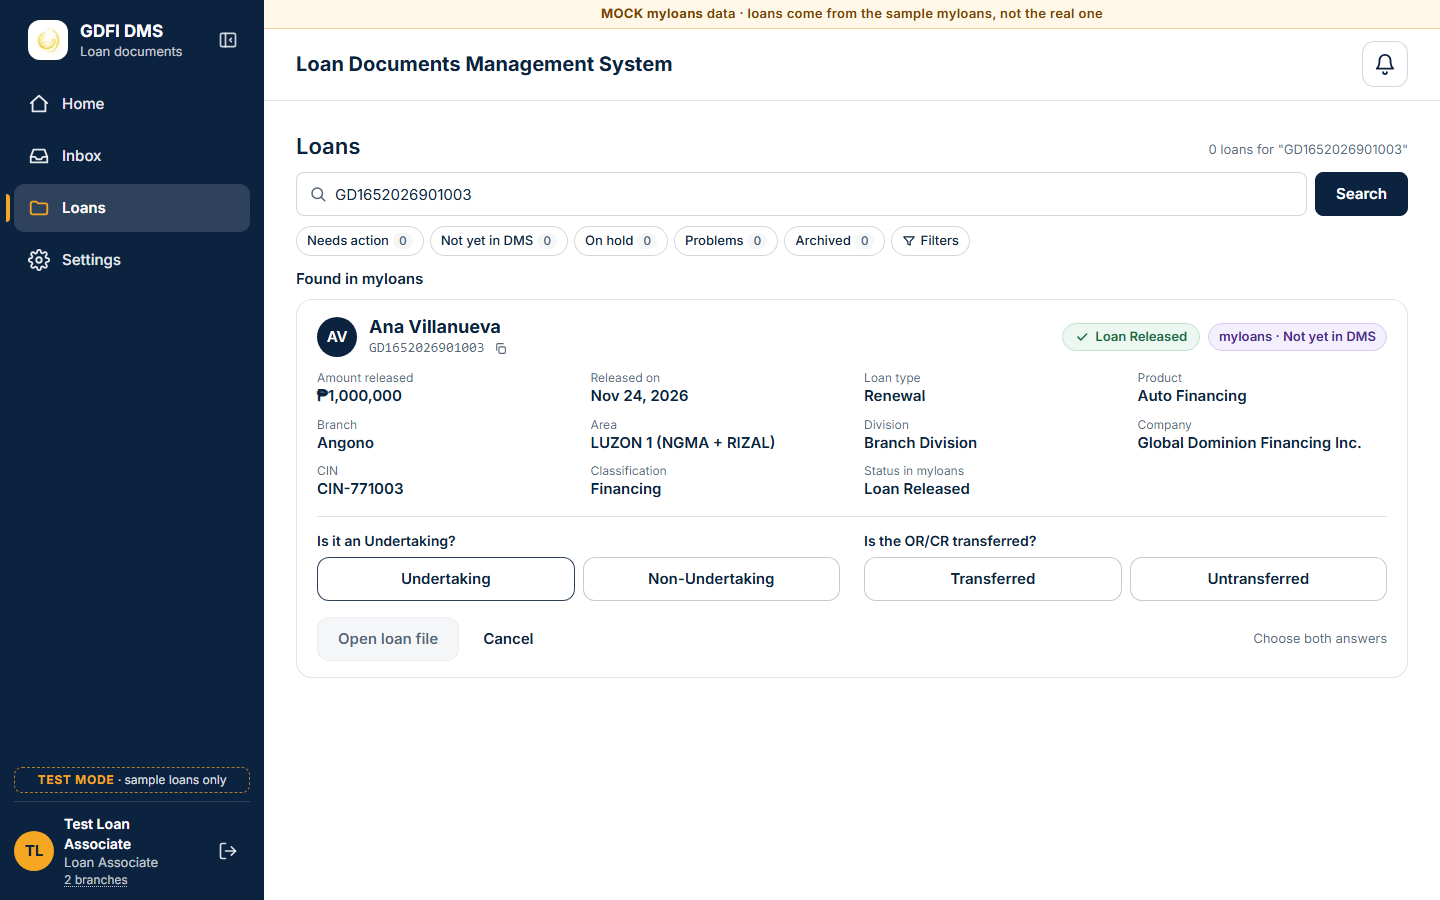 GDFI DMS
Loan documents
Home
Inbox
Loans
Settings
TEST MODE · sample loans only
TL
Test Loan Associate
Loan Associate
2 branches
MOCK myloans data · loans come from the sample myloans, not the real one
Loan Documents Management System
Loans
0 loans for "GD1652026901003"
GD1652026901003
Search
Needs action 0
Not yet in DMS 0
On hold 0
Problems 0
Archived 0
Filters
Found in myloans
AV
Ana Villanueva
GD1652026901003
Loan Released
myloans · Not yet in DMS
Amount released
₱1,000,000
Released on
Nov 24, 2026
Loan type
Renewal
Product
Auto Financing
Branch
Angono
Area
LUZON 1 (NGMA + RIZAL)
Division
Branch Division
Company
Global Dominion Financing Inc.
CIN
CIN-771003
Classification
Financing
Status in myloans
Loan Released
Is it an Undertaking?
Undertaking
Non-Undertaking
Is the OR/CR transferred?
Transferred
Untransferred
Open loan file
Cancel
Choose both answers